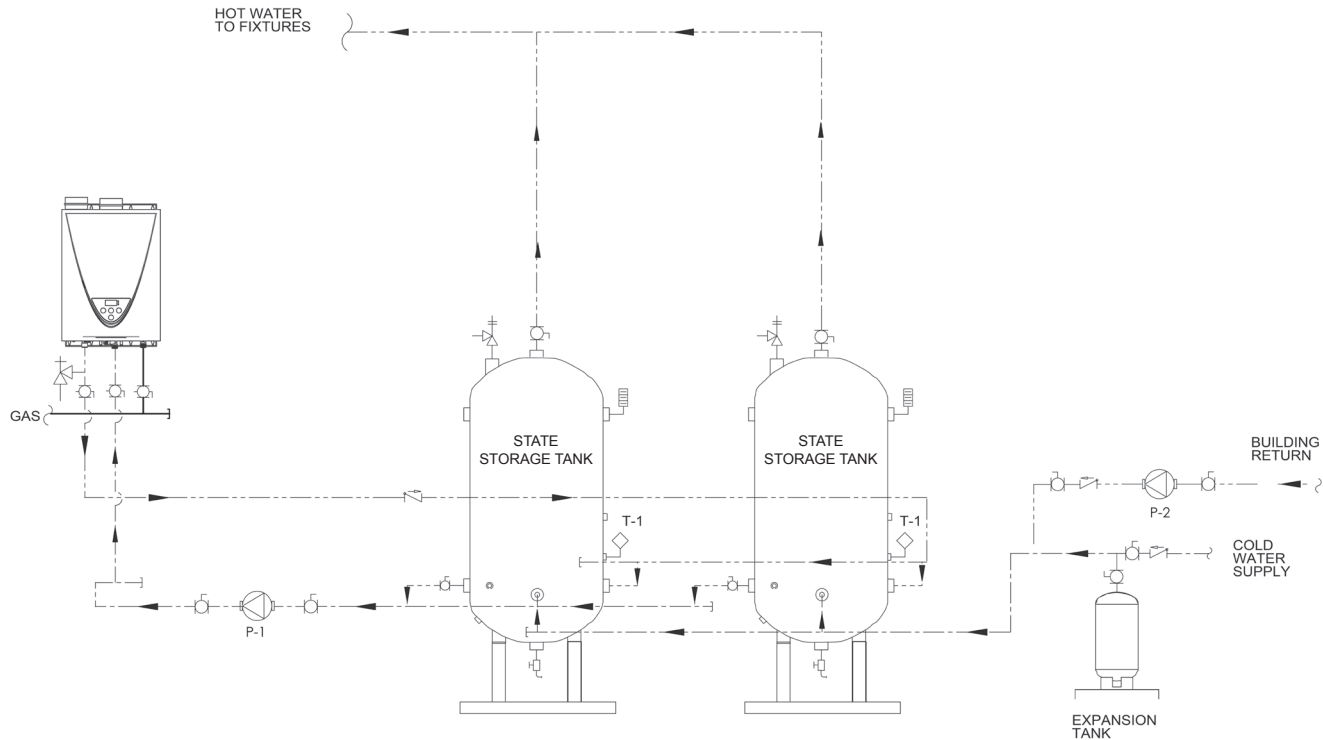 HOT WATER
TO FIXTURES
GAS
STATE
STORAGE TANK
STATE
STORAGE TANK
BUILDING
RETURN
P-2
T-1
T-1
COLD
WATER
SUPPLY
P-1
EXPANSION
TANK